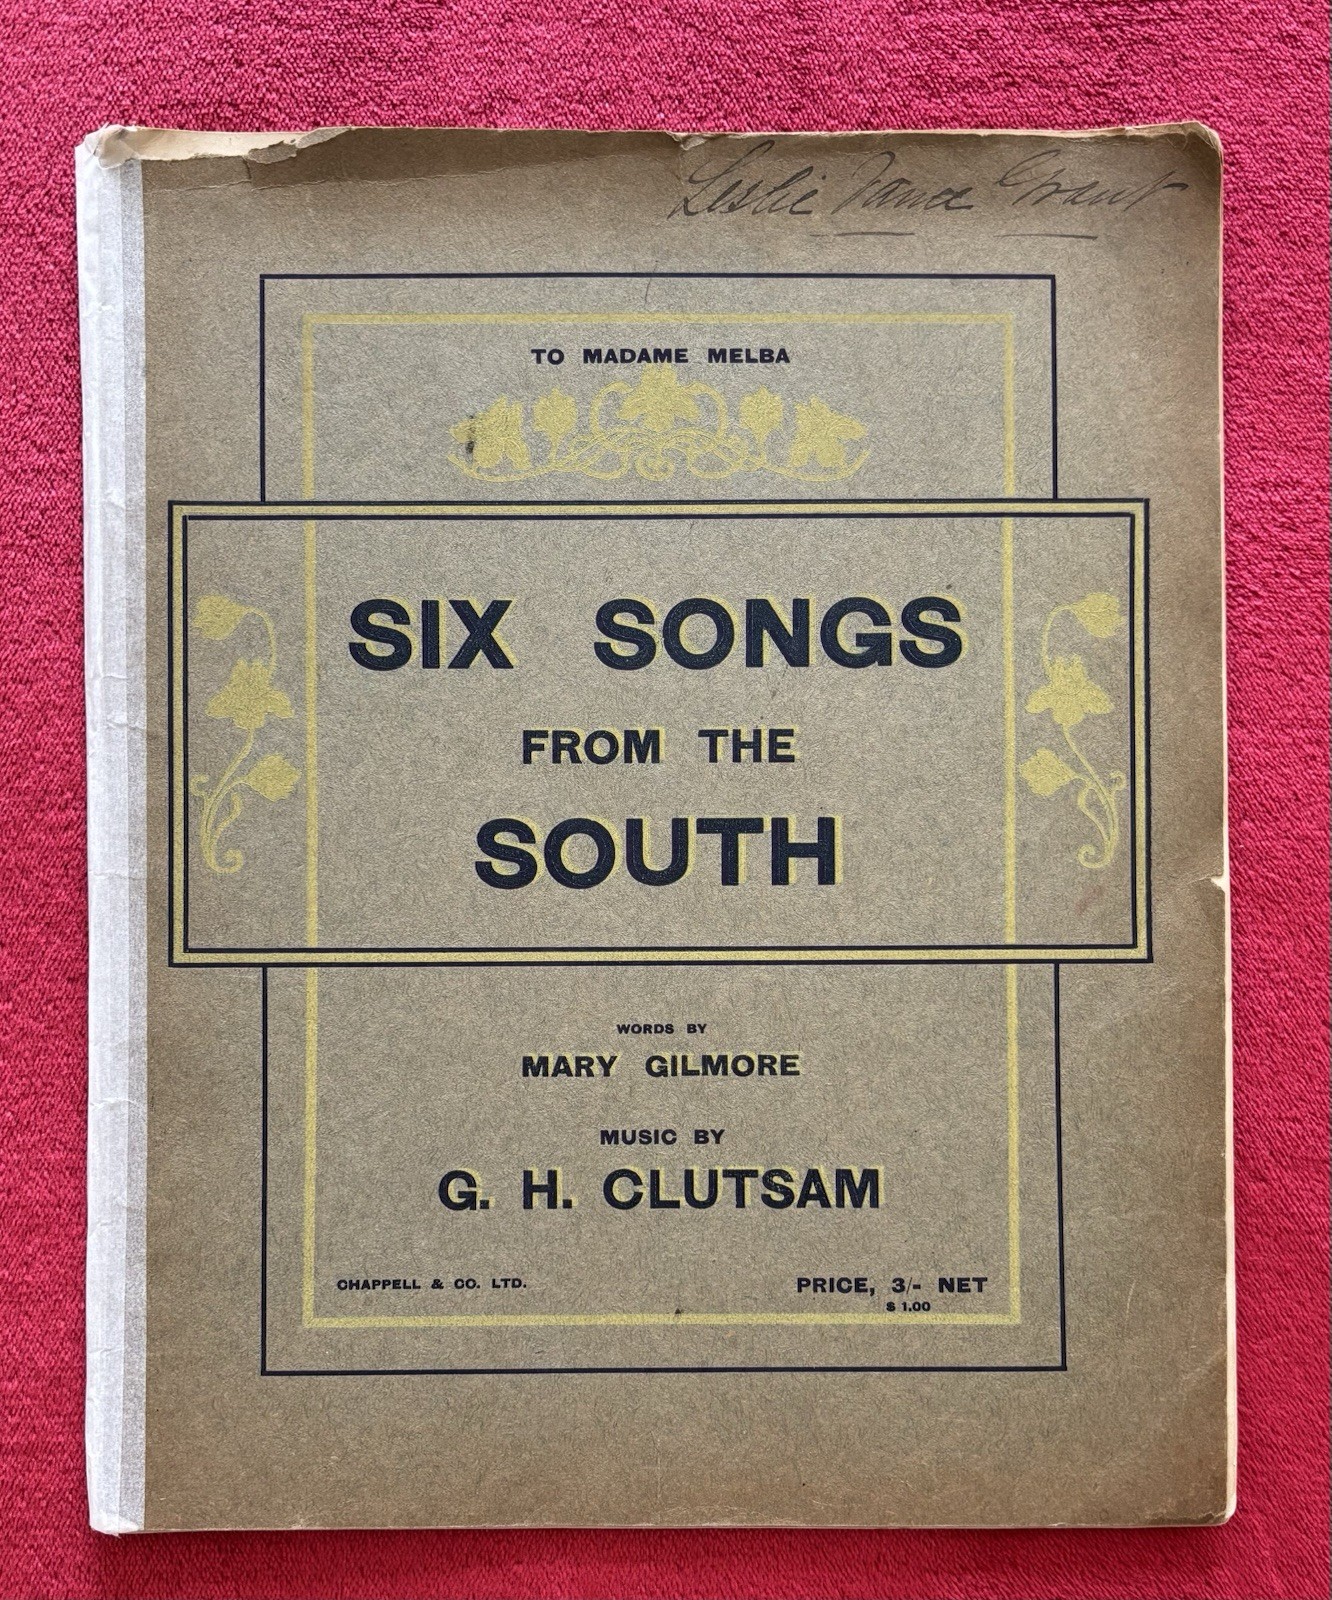 Leslie Vance Grant
TO MADAME MELBA
SIX SONGS
FROM THE
SOUTH
WORDS BY
MARY GILMORE
MUSIC BY
G. H. CLUTSAM
CHAPPELL & CO. LTD.
PRICE, 3/- NET
$ 1.00